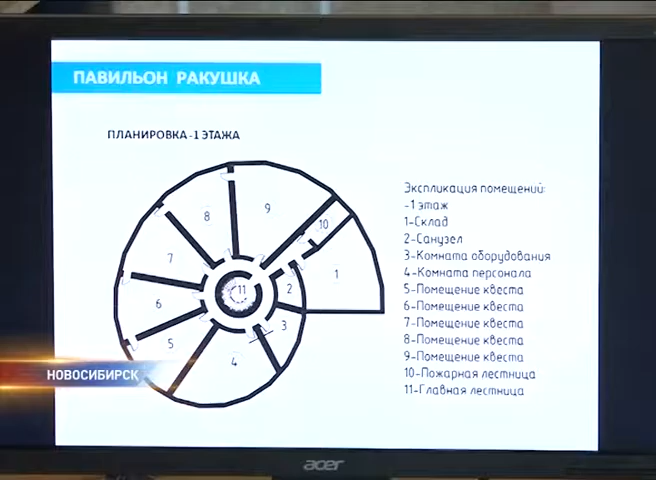 ПАВИЛЬОН РАКУШКА
ПЛАНИРОВКА -1 ЭТАЖА
Экспликация помещений:
-1 этаж
1-Склад
2-Санузел
3-Комната оборудования
4-Комната персонала
5-Помещение квеста
6-Помещение квеста
7-Помещение квеста
8-Помещение квеста
9-Помещение квеста
10-Пожарная лестница
11-Главная лестница
9
8
10
7
1
2
11
6
3
5
4
НОВОСИБИРСК
acer